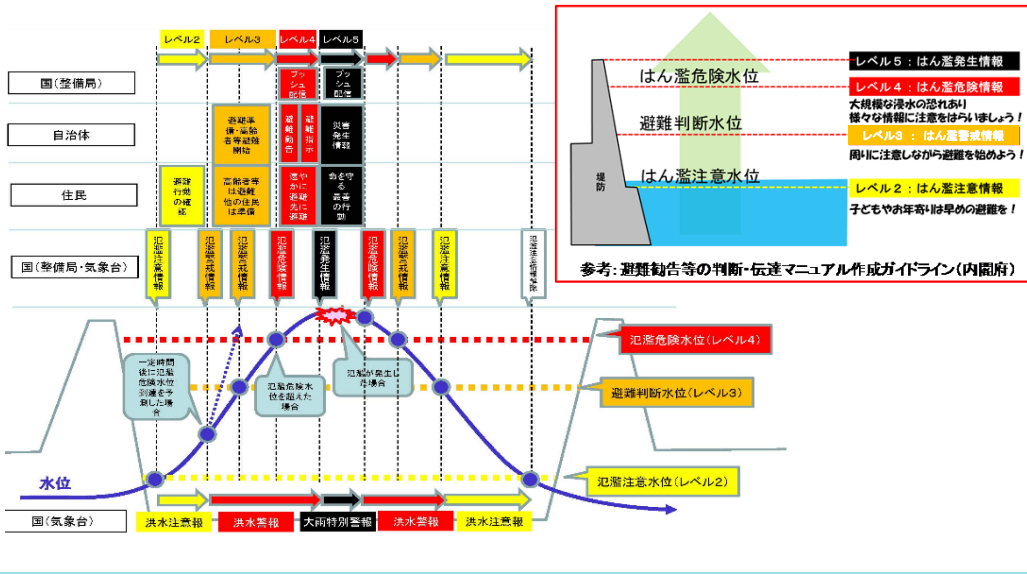 レベル2
レベル3
レベル4
レベル5
国(整備局)
プッシュ配信
プッシュ配信
自治体
避難準備・高齢者等避難開始
避難勧告
避難指示
災害発生情報
住民
避難行動の確認
高齢者等は避難他の住民は準備
速やかに避難先に避難
命を守る最善の行動
国(整備局・気象台)
氾濫注意情報
氾濫警戒情報
氾濫警戒情報
氾濫危険情報
氾濫発生情報
氾濫危険情報
氾濫警戒情報
氾濫注意情報
氾濫注意情報解除
一定時間後に氾濫危険水位到達を予測した場合
氾濫危険水位を超えた場合
氾濫が発生した場合
氾濫危険水位(レベル4)
避難判断水位(レベル3)
氾濫注意水位(レベル2)
水位
国(気象台)
洪水注意報
洪水警報
大雨特別警報
洪水警報
洪水注意報
はん濫危険水位
避難判断水位
はん濫注意水位
堤防
レベル5:はん濫発生情報
レベル4:はん濫危険情報
大規模な浸水の恐れあり
様々な情報に注意をはらいましょう!
レベル3:はん濫警戒情報
周りに注意しながら避難を始めよう!
レベル2:はん濫注意情報
子どもやお年寄りは早めの避難を!
参考:避難勧告等の判断・伝達マニュアル作成ガイドライン(内閣府)